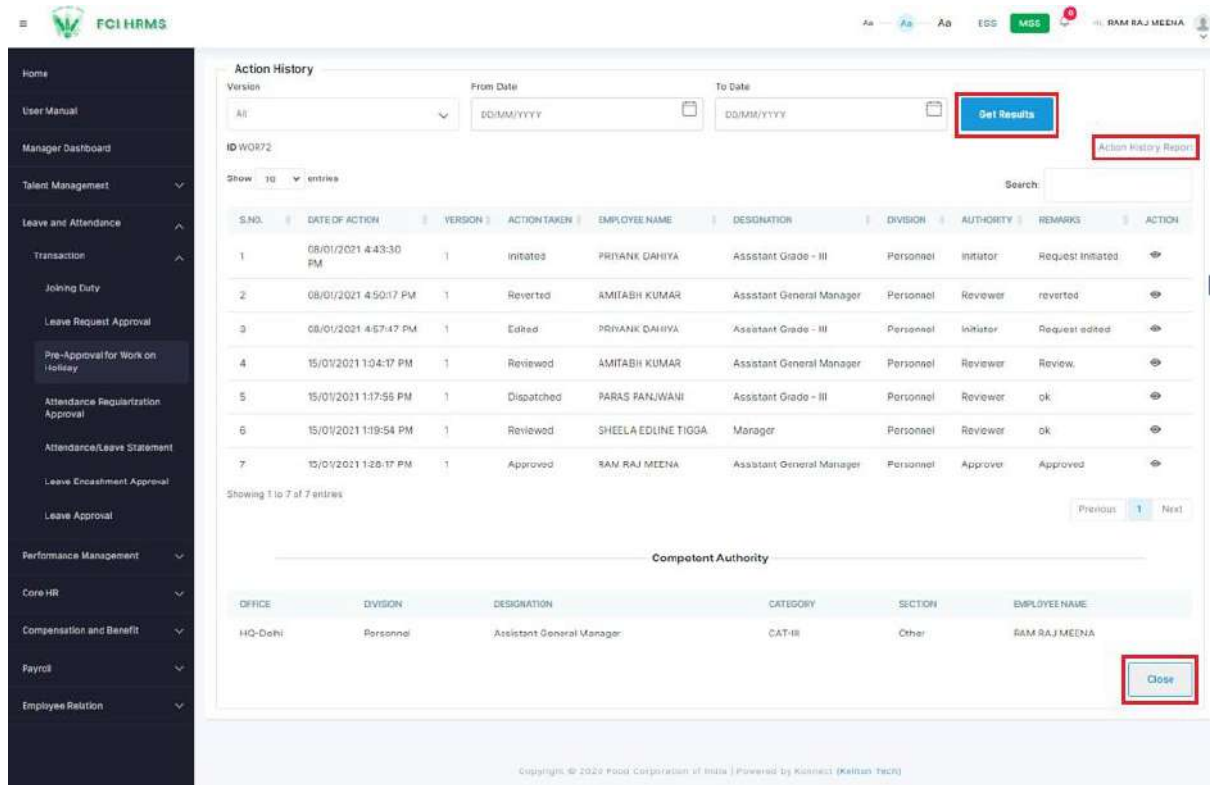 FCI HRMS
Aa Aa Aa ESS MSS 0 Hi, RAM RAJ MEENA
Home
User Manual
Manager Dashboard
Talent Management
Leave and Attendance
Transaction
Joining Duty
Leave Request Approval
Pre-Approval for Work on
Holiday
Attendance Regularization
Approval
Attendance/Leave Statement
Leave Encashment Approval
Leave Approval
Performance Management
Core HR
Compensation and Benefit
Payroll
Employee Relation
Action History
Version From Date To Date
All DD/MM/YYYY DD/MM/YYYY Get Results
ID WOR72 Action History Report
Show 10 entries Search:
S.NO. DATE OF ACTION VERSION ACTION TAKEN EMPLOYEE NAME DESIGNATION DIVISION AUTHORITY REMARKS ACTION
1 08/01/2021 4:43:30 PM 1 Initiated PRIYANK DAHIYA Assistant Grade - III Personnel Initiator Request Initiated
2 08/01/2021 4:50:17 PM 1 Reverted AMITABH KUMAR Assistant General Manager Personnel Reviewer reverted
3 08/01/2021 4:57:47 PM 1 Edited PRIYANK DAHIYA Assistant Grade - III Personnel Initiator Request edited
4 15/01/2021 1:04:17 PM 1 Reviewed AMITABH KUMAR Assistant General Manager Personnel Reviewer Review.
5 15/01/2021 1:17:56 PM 1 Dispatched PARAS PANJWANI Assistant Grade - III Personnel Reviewer ok
6 15/01/2021 1:19:54 PM 1 Reviewed SHEELA EDLINE TIGGA Manager Personnel Reviewer ok
7 15/01/2021 1:28:17 PM 1 Approved RAM RAJ MEENA Assistant General Manager Personnel Approver Approved
Showing 1 to 7 of 7 entries
Previous 1 Next
Competent Authority
OFFICE DIVISION DESIGNATION CATEGORY SECTION EMPLOYEE NAME
HQ-Delhi Personnel Assistant General Manager CAT-III Other RAM RAJ MEENA
Close
Copyright © 2020 Food Corporation of India | Powered by Konnect (Kellton Tech)